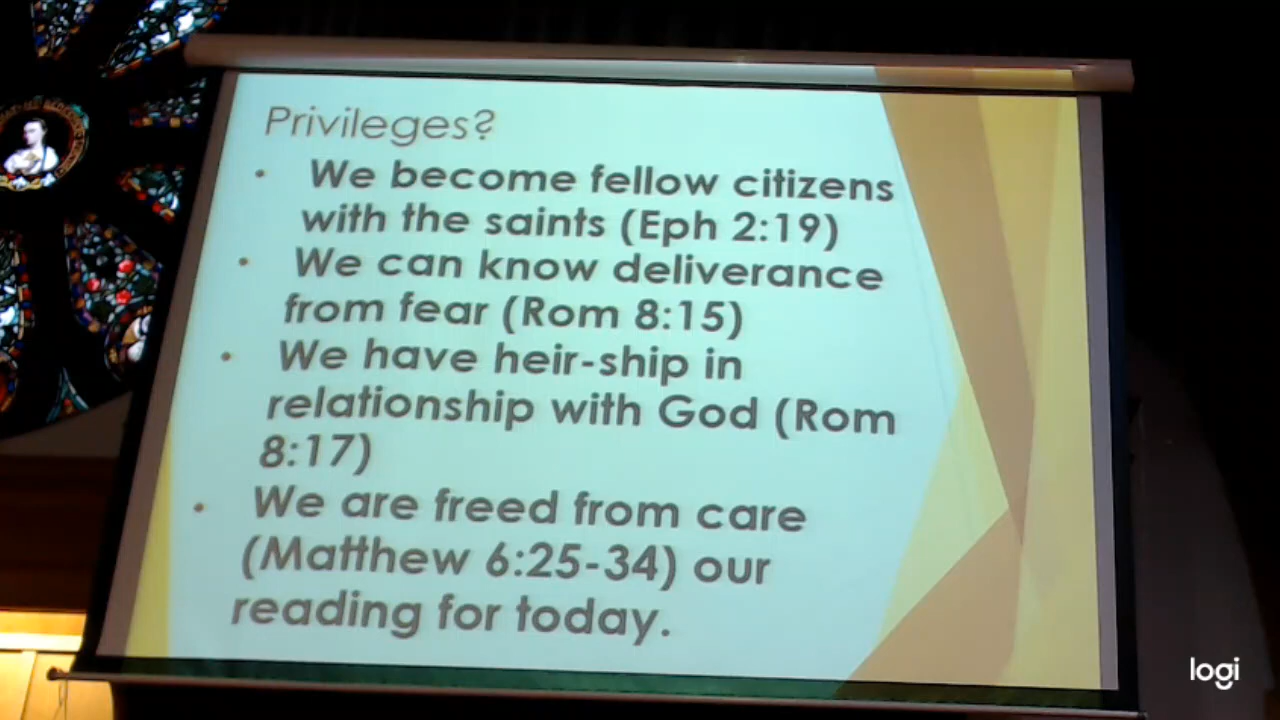 Privileges?
• We become fellow citizens
with the saints (Eph 2:19)
• We can know deliverance
from fear (Rom 8:15)
• We have heir-ship in
relationship with God (Rom
8:17)
• We are freed from care
(Matthew 6:25-34) our
reading for today.
logi